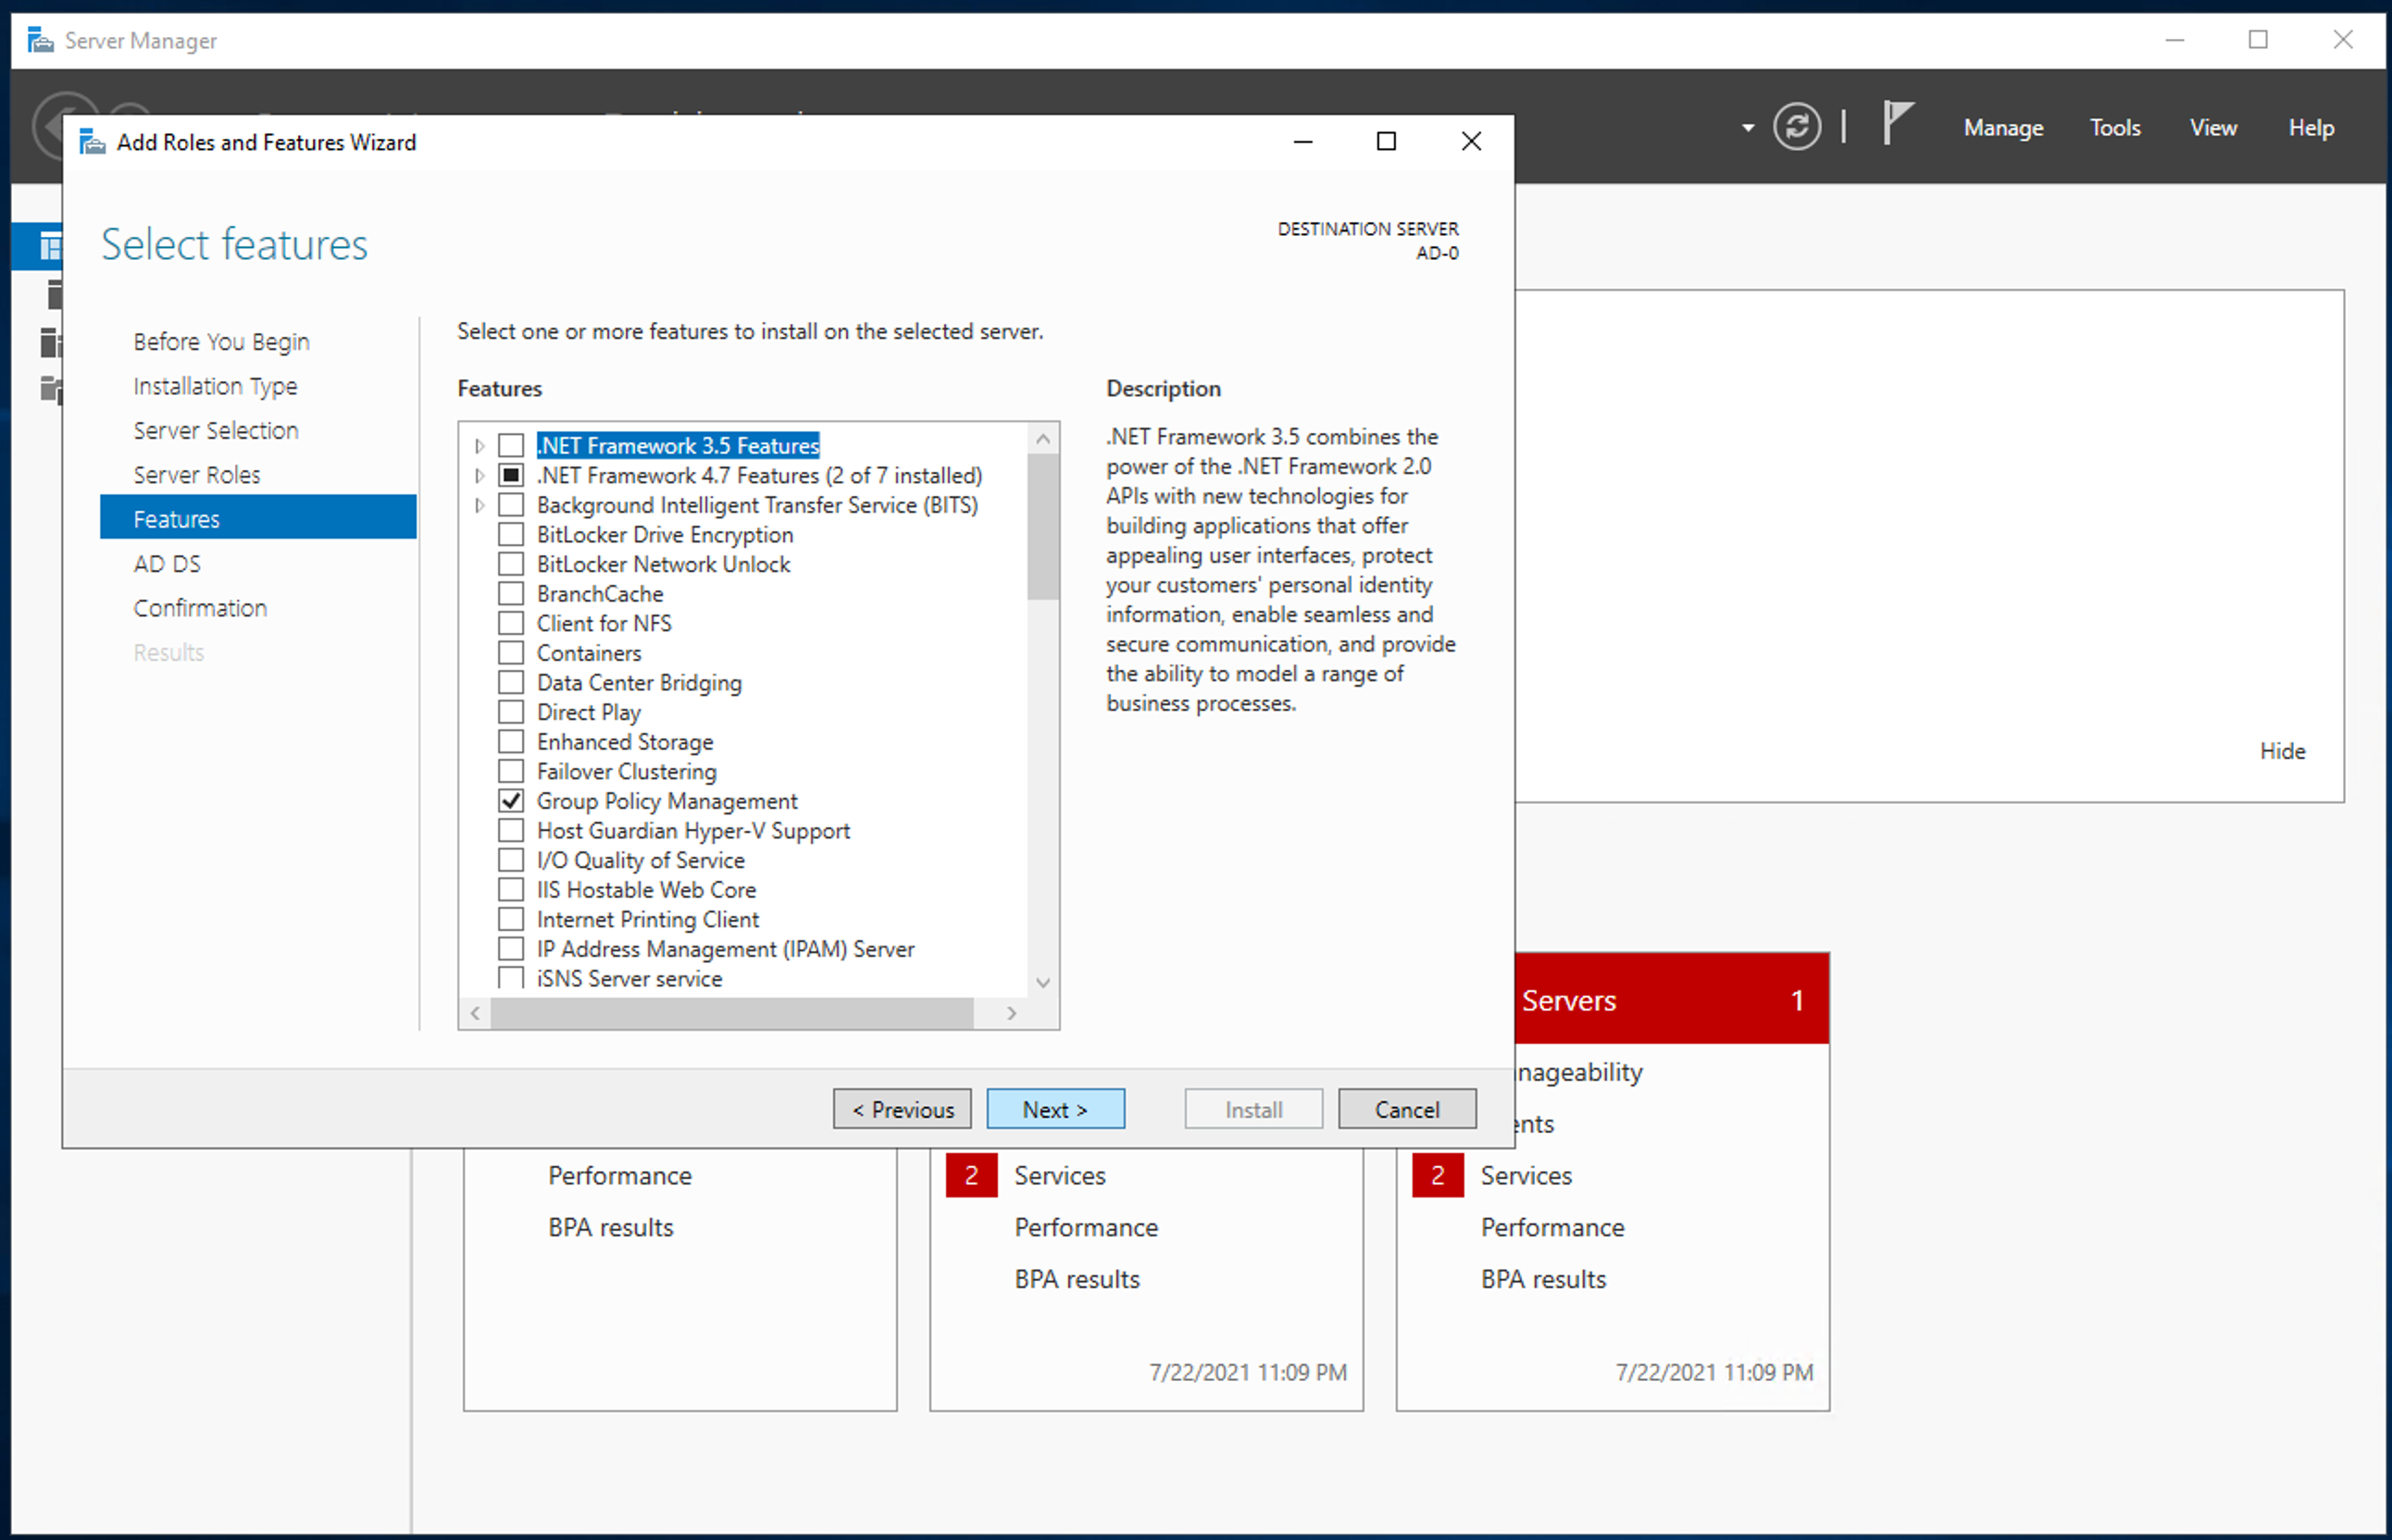 Server Manager
Manage
Tools
View
Help
Add Roles and Features Wizard
Select features
DESTINATION SERVER
AD-0
Before You Begin
Installation Type
Server Selection
Server Roles
Features
AD DS
Confirmation
Results
Select one or more features to install on the selected server.
Features
.NET Framework 3.5 Features
.NET Framework 4.7 Features (2 of 7 installed)
Background Intelligent Transfer Service (BITS)
BitLocker Drive Encryption
BitLocker Network Unlock
BranchCache
Client for NFS
Containers
Data Center Bridging
Direct Play
Enhanced Storage
Failover Clustering
Group Policy Management
Host Guardian Hyper-V Support
I/O Quality of Service
IIS Hostable Web Core
Internet Printing Client
IP Address Management (IPAM) Server
iSNS Server service
Description
.NET Framework 3.5 combines the
power of the .NET Framework 2.0
APIs with new technologies for
building applications that offer
appealing user interfaces, protect
your customers' personal identity
information, enable seamless and
secure communication, and provide
the ability to model a range of
business processes.
< Previous
Next >
Install
Cancel
Hide
Servers 1
nageability
ents
Performance
BPA results
2 Services
Performance
BPA results
7/22/2021 11:09 PM
2 Services
Performance
BPA results
7/22/2021 11:09 PM